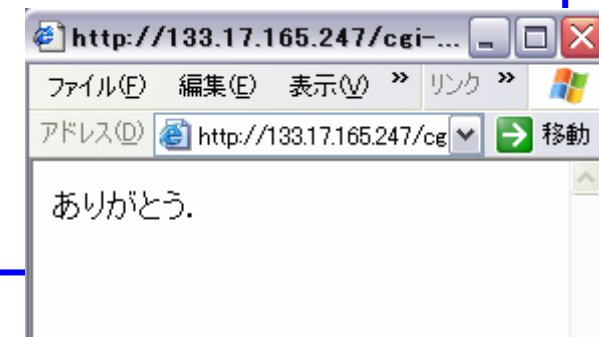 http://133.17.165.247/cgi-...
ファイル(F) 編集(E) 表示(V) » リンク »
アドレス(D) http://133.17.165.247/cg 移動
ありがとう.